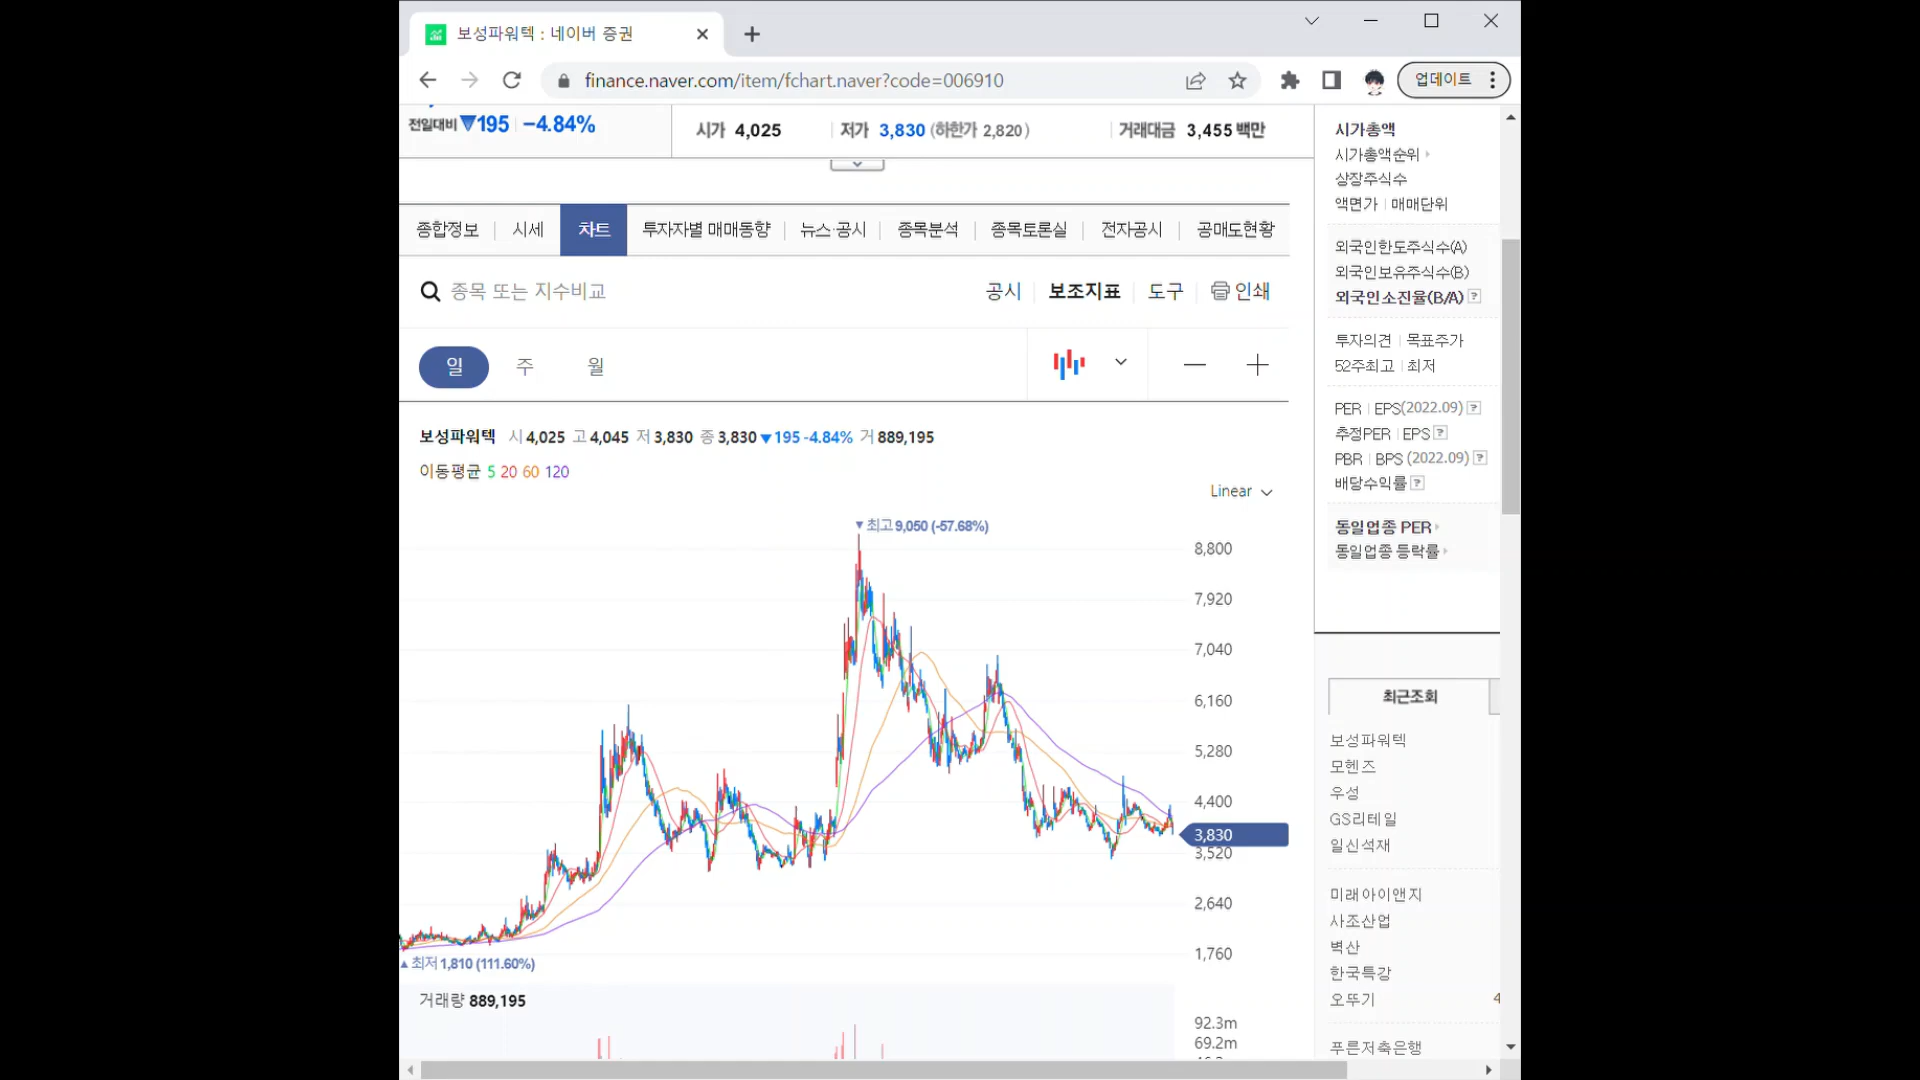 보성파워텍 : 네이버 증권
finance.naver.com/item/fchart.naver?code=006910
업데이트
전일대비 ▼195 −4.84%
시가 4,025
저가 3,830 (하한가 2,820)
거래대금 3,455 백만
종합정보 시세 차트 투자자별 매매동향 뉴스·공시 종목분석 종목토론실 전자공시 공매도현황
종목 또는 지수비교
공시 보조지표 도구 인쇄
일 주 월
보성파워텍 시 4,025 고 4,045 저 3,830 종 3,830 ▼195 -4.84% 거 889,195
이동평균 5 20 60 120
Linear
▼최고 9,050 (-57.68%)
8,800
7,920
7,040
6,160
5,280
4,400
3,830
3,520
2,640
1,760
▲최저 1,810 (111.60%)
거래량 889,195
92.3m
69.2m
시가총액
시가총액순위
상장주식수
액면가 | 매매단위
외국인한도주식수(A)
외국인보유주식수(B)
외국인소진율(B/A) ?
투자의견 | 목표주가
52주최고 | 최저
PER | EPS(2022.09) ?
추정PER | EPS ?
PBR | BPS (2022.09) ?
배당수익률 ?
동일업종 PER
동일업종 등락률
최근조회
보성파워텍
모헨즈
우성
GS리테일
일신석재
미래아이앤지
사조산업
벽산
한국특강
오뚜기 4
푸른저축은행